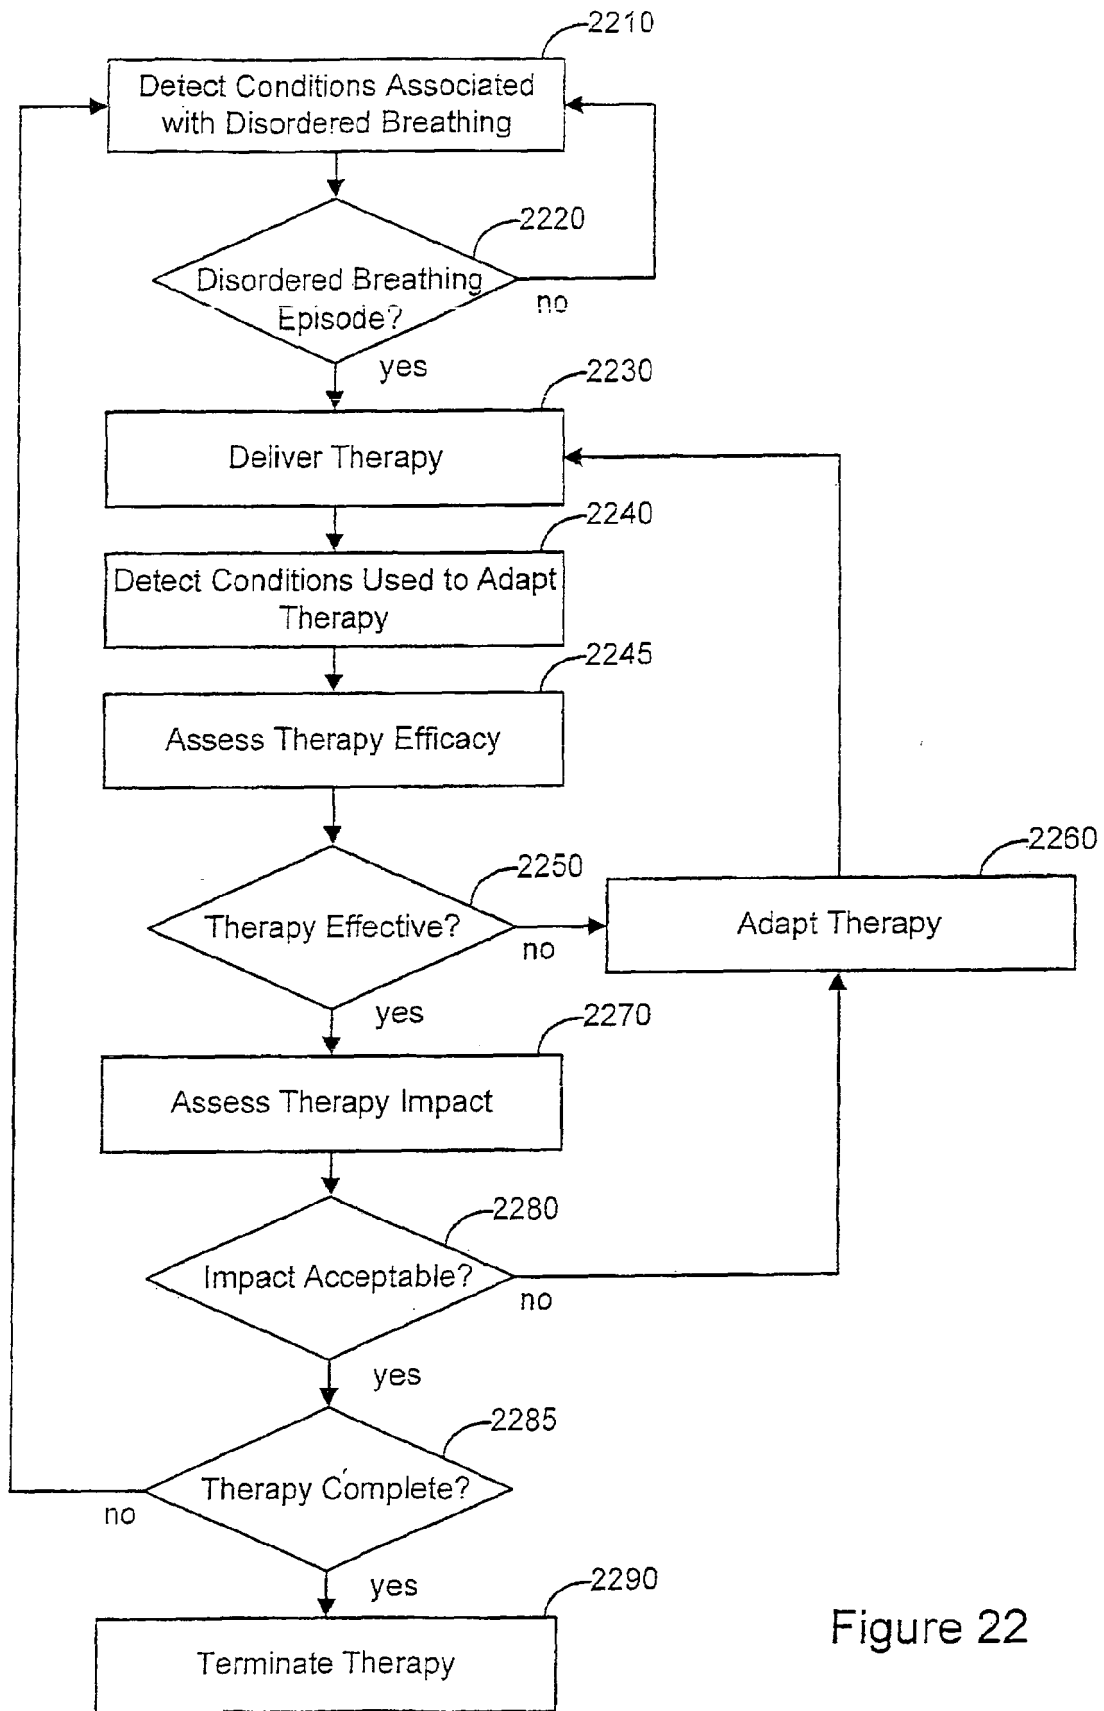 2210
Detect Conditions Associated
with Disordered Breathing
2220
Disordered Breathing
Episode?
no
yes
2230
Deliver Therapy
2240
Detect Conditions Used to Adapt
Therapy
2245
Assess Therapy Efficacy
2250
Therapy Effective?
no
2260
Adapt Therapy
yes
2270
Assess Therapy Impact
2280
Impact Acceptable?
no
yes
2285
Therapy Complete?
no
yes
2290
Terminate Therapy
Figure 22